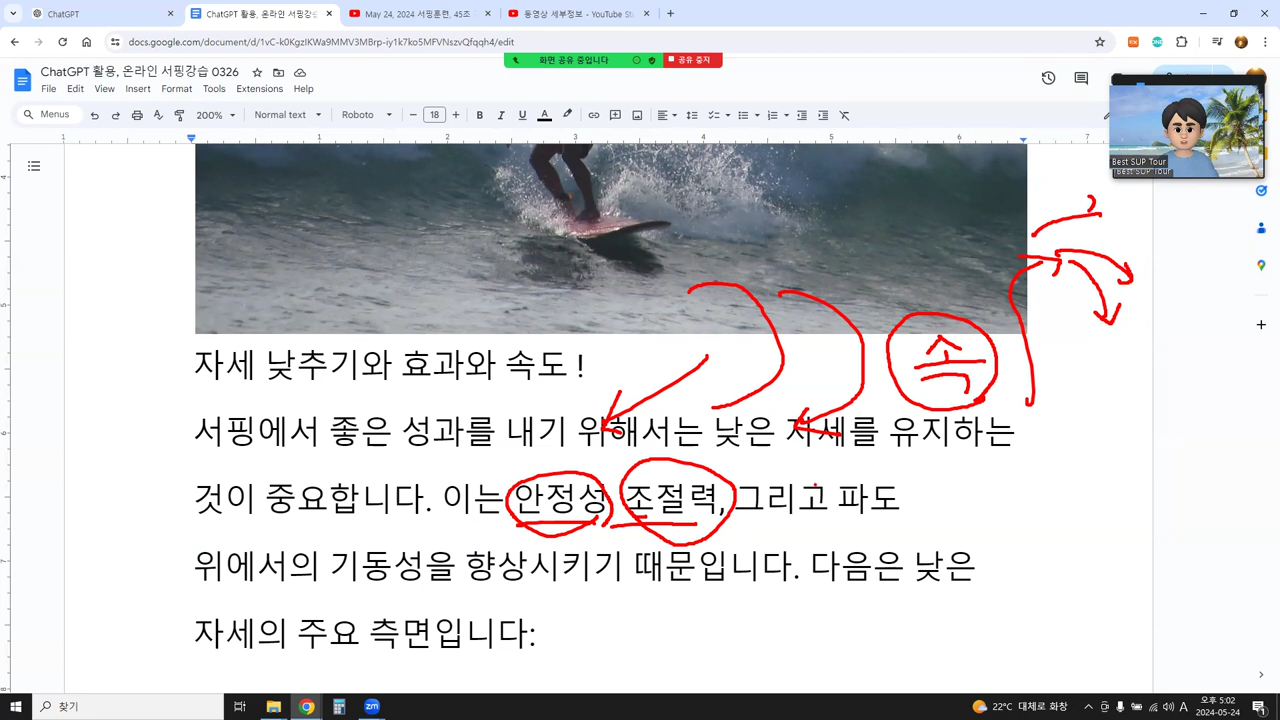 ChatGPT
ChatGPT 활용, 온라인 서핑강습
May 24, 2024 서핑훈련, 45조
동영상 세부정보 - YouTube St
docs.google.com/document/d/1vC-k0KgzIKWa9MMV3MBrp-iy1k7ko5MFVNszvQfqqh4/edit
화면 공유 중입니다
공유 중지
ChatGPT 활용, 온라인 서핑강습 0326
File Edit View Insert Format Tools Extensions Help
Menus 200% Normal text Roboto 18
Best SUP Tour
Best SUP Tour
속
자세 낮추기와 효과와 속도 !
서핑에서 좋은 성과를 내기 위해서는 낮은 자세를 유지하는
것이 중요합니다. 이는 안정성, 조절력, 그리고 파도
위에서의 기동성을 향상시키기 때문입니다. 다음은 낮은
자세의 주요 측면입니다:
찾기
22°C 대체로 화창
A
오후 5:02
2024-05-24